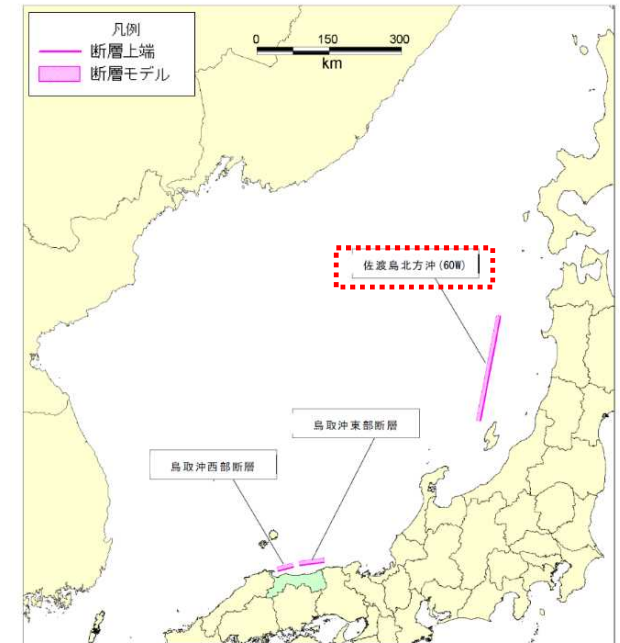 凡例
断層上端
断層モデル
0 150 300
km
佐渡島北方沖(60W)
鳥取沖東部断層
鳥取沖西部断層